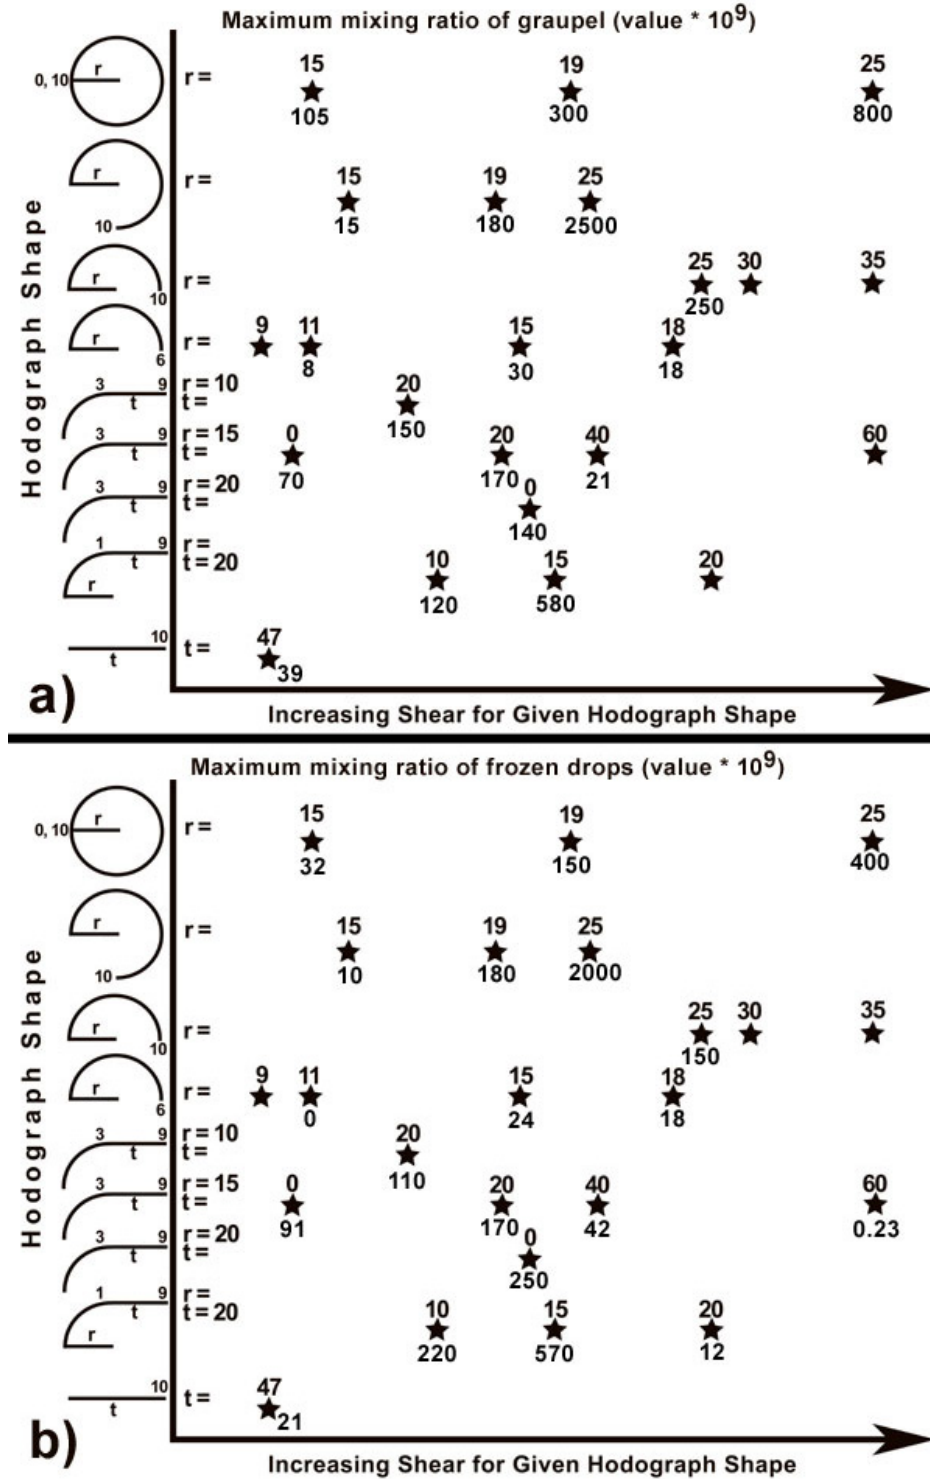 Maximum mixing ratio of graupel (value * 10⁹)
r
0, 10
r =
15 19 25
105 300 800
r
10
r =
15 19 25
15 180 2500
r
10
r =
25 30 35
250
r
6
r =
9 11 15 18
8 30 18
3 9
t
r = 10
t =
20
150
3 9
t
r = 15
t =
0 20 40 60
70 170 21
3 9
t
r = 20
t =
0
140
1 9
t
r
r =
t = 20
10 15 20
120 580
10
t
t =
47
39
Hodograph Shape
a)
Increasing Shear for Given Hodograph Shape
Maximum mixing ratio of frozen drops (value * 10⁹)
r
0, 10
r =
15 19 25
32 150 400
r
10
r =
15 19 25
10 180 2000
r
10
r =
25 30 35
150
r
6
r =
9 11 15 18
0 24 18
3 9
t
r = 10
t =
20
110
3 9
t
r = 15
t =
0 20 40 60
91 170 42 0.23
3 9
t
r = 20
t =
0
250
1 9
t
r
r =
t = 20
10 15 20
220 570 12
10
t
t =
47
21
Hodograph Shape
b)
Increasing Shear for Given Hodograph Shape